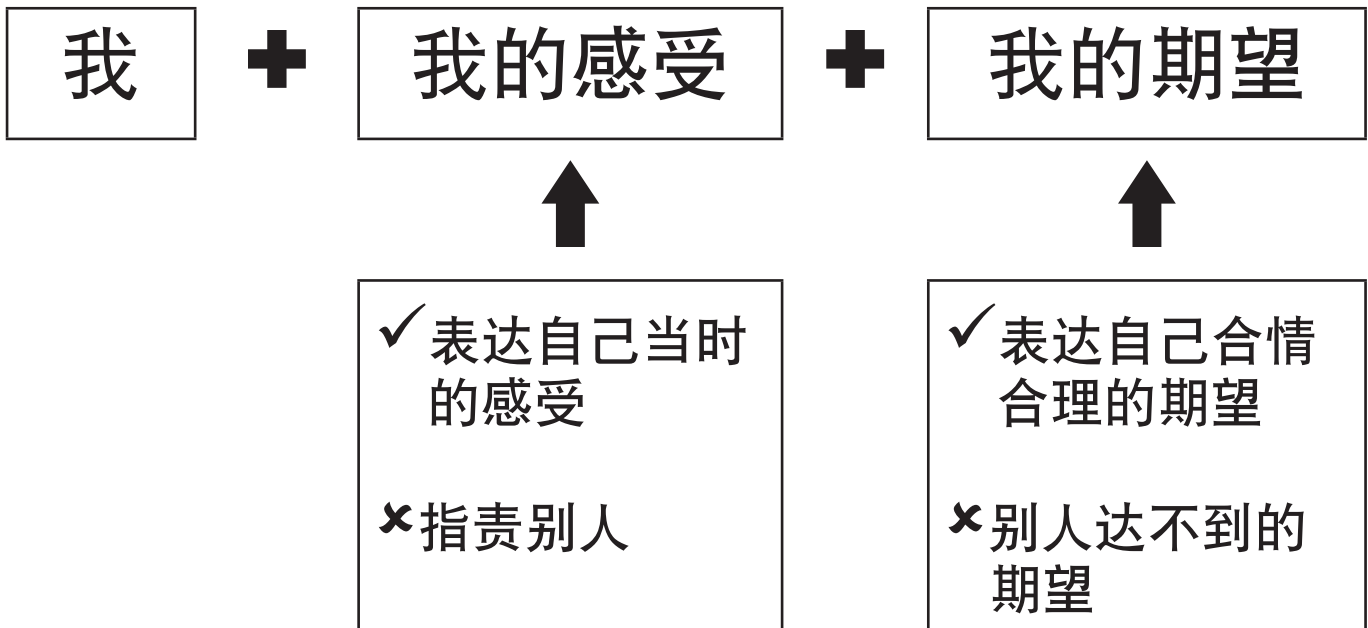 我 + 我的感受 + 我的期望
✓表达自己当时
的感受
✗指责别人
✓表达自己合情
合理的期望
✗别人达不到的
期望